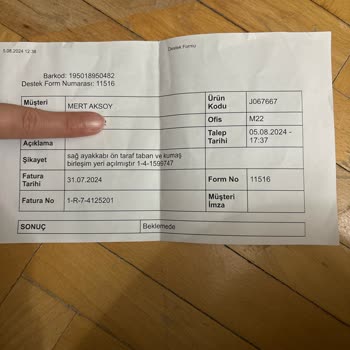 5.08.2024 12:38
Destek Formu
Barkod: 195018950482
Destek Form Numarası: 11516
Müşteri MERT AKSOY Ürün Kodu J067667
Ofis M22
Açıklama Talep Tarihi 05.08.2024 - 17:37
Şikayet sağ ayakkabı ön taraf taban ve kumaş
birleşim yeri açılmıştır 1-4-1599747
Fatura Tarihi 31.07.2024 Form No 11516
Fatura No 1-R-7-4125201 Müşteri İmza
SONUÇ Beklemede